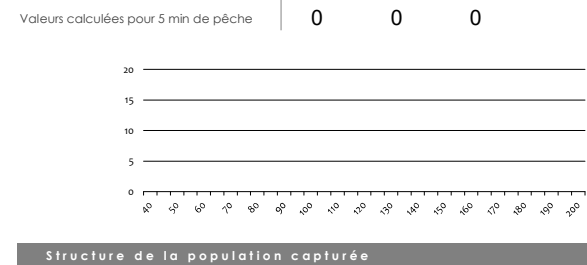 Valeurs calculées pour 5 min de pêche 0 0 0
20
15
10
5
0
40 50 60 70 80 90 100 110 120 130 140 150 160 170 180 190 200
Structure de la population capturée